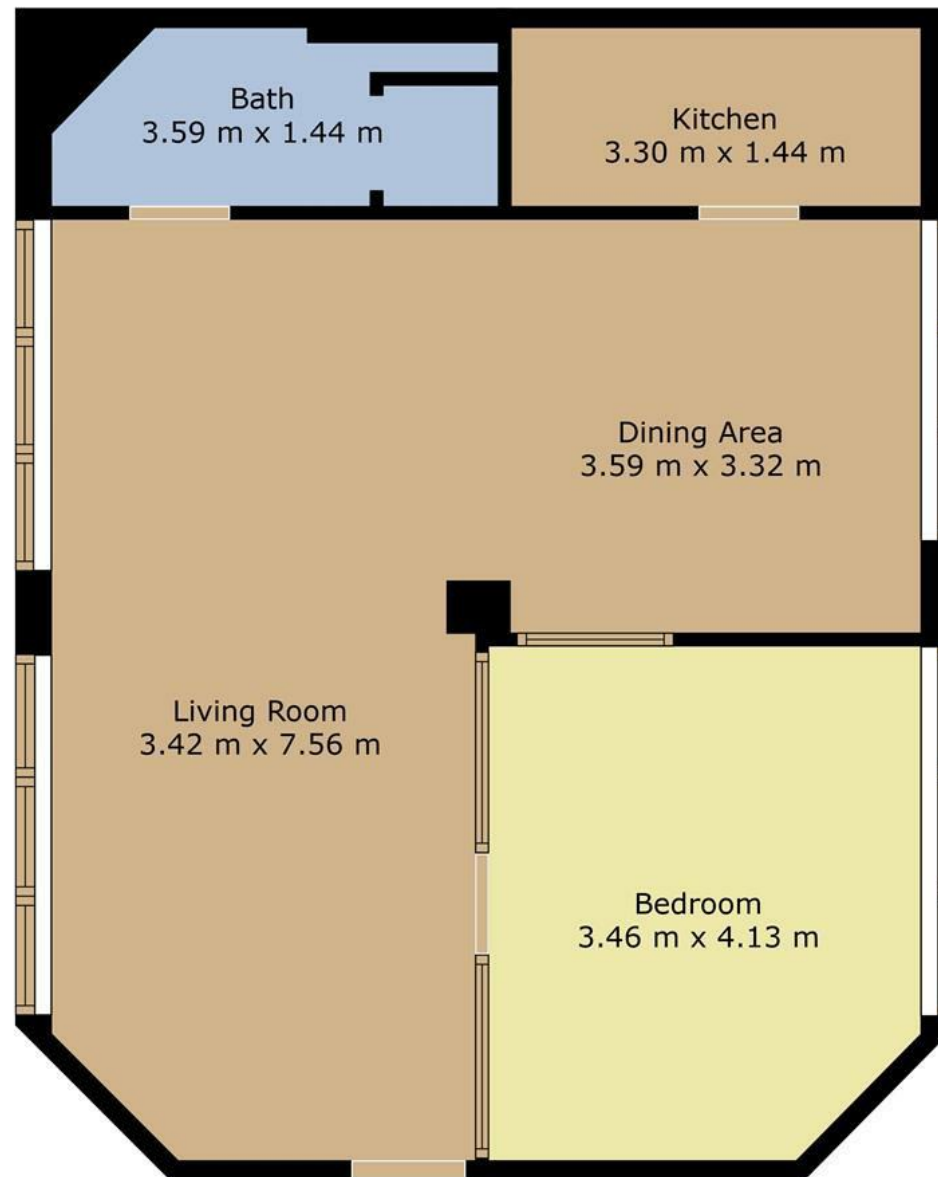 Bath
3.59 m x 1.44 m
Kitchen
3.30 m x 1.44 m
Dining Area
3.59 m x 3.32 m
Living Room
3.42 m x 7.56 m
Bedroom
3.46 m x 4.13 m